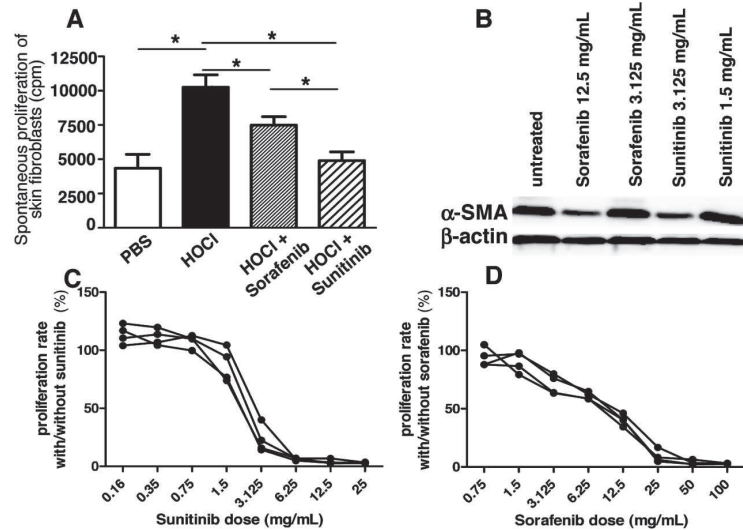 A
Spontaneous proliferation of
skin fibroblasts (cpm)
12500
10000
7500
5000
2500
0
*
*
*
*
PBS
HOCl
HOCl +
Sorafenib
HOCl +
Sunitinib
B
untreated
Sorafenib 12.5 mg/mL
Sorafenib 3.125 mg/mL
Sunitinib 3.125 mg/mL
Sunitinib 1.5 mg/mL
α-SMA
β-actin
C
proliferation rate
with/without sunitinib (%)
150
100
50
0
0.16
0.35
0.75
1.5
3.125
6.25
12.5
25
Sunitinib dose (mg/mL)
D
proliferation rate
with/without sorafenib (%)
150
100
50
0
0.75
1.5
3.125
6.25
12.5
25
50
100
Sorafenib dose (mg/mL)